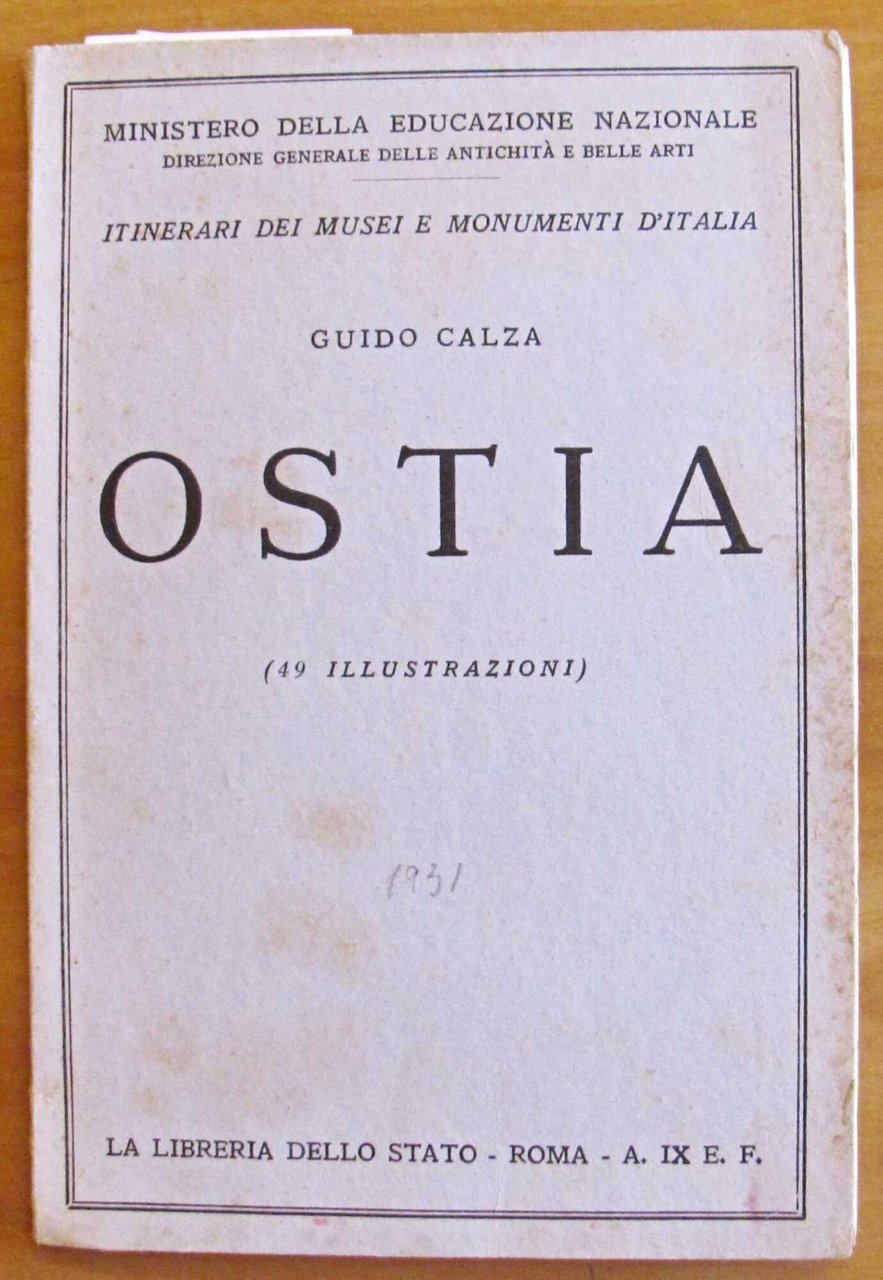 MINISTERO DELLA EDUCAZIONE NAZIONALE
DIREZIONE GENERALE DELLE ANTICHITÀ E BELLE ARTI
ITINERARI DEI MUSEI E MONUMENTI D'ITALIA
GUIDO CALZA
OSTIA
(49 ILLUSTRAZIONI)
1931
LA LIBRERIA DELLO STATO - ROMA - A. IX E. F.